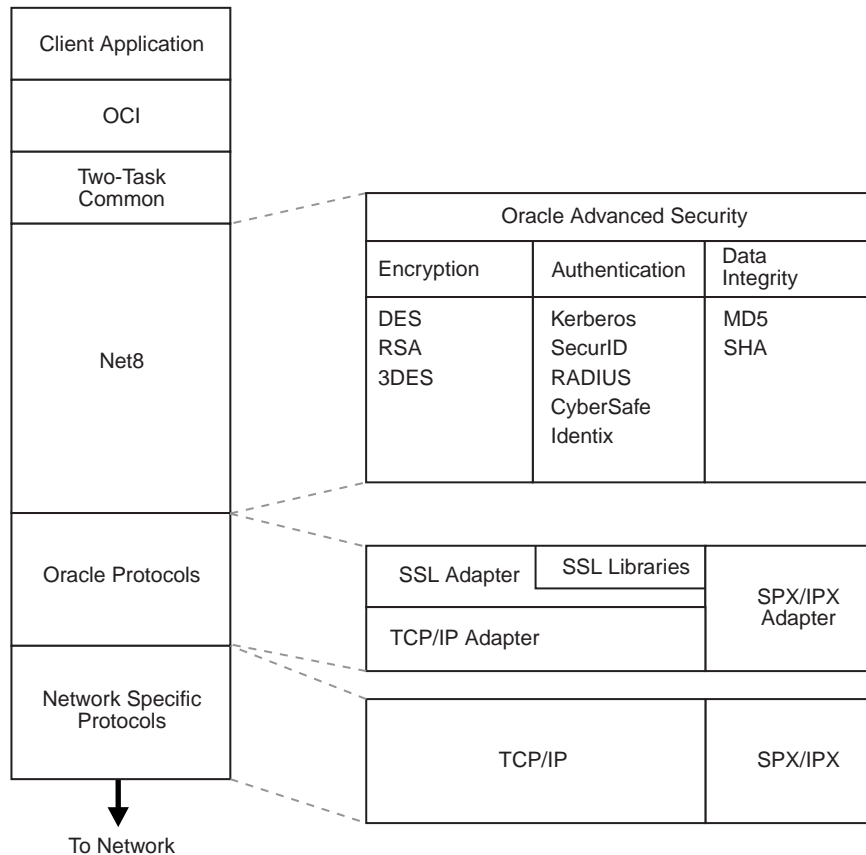 Client Application
OCI
Two-Task
Common
Net8
Oracle Protocols
Network Specific
Protocols
To Network
Oracle Advanced Security
Encryption
DES
RSA
3DES
Authentication
Kerberos
SecurID
RADIUS
CyberSafe
Identix
Data
Integrity
MD5
SHA
SSL Adapter
SSL Libraries
TCP/IP Adapter
SPX/IPX
Adapter
TCP/IP
SPX/IPX